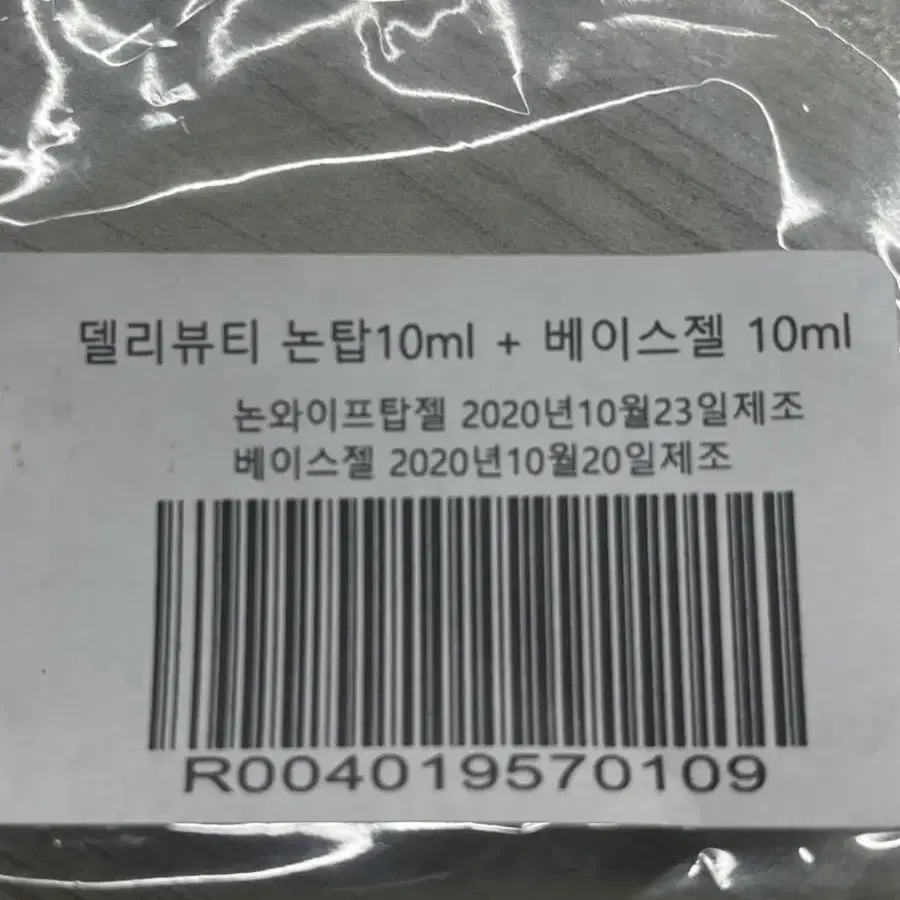 델리뷰티 논탑10ml + 베이스젤 10ml
논와이프탑젤 2020년10월23일제조
베이스젤 2020년10월20일제조
R004019570109